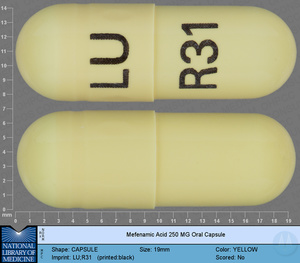 14
13
12
11
10
9
8
7
6
5
4
3
2
1
mm
LU R31
0 1 2 3 4 5 6 7 8 9 10 11 12 13 14 15 16 17 18 19
Mefenamic Acid 250 MG Oral Capsule
NATIONAL
LIBRARY OF
MEDICINE
Shape: CAPSULE Size: 19mm Color: YELLOW
Imprint: LU;R31 (printed:black) Scored: No